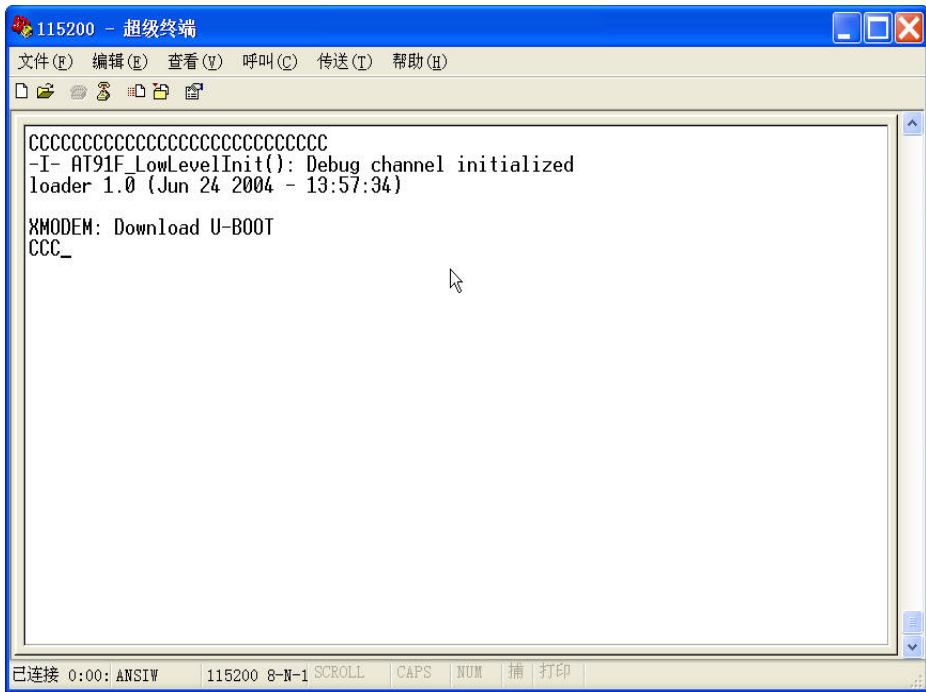 115200 - 超级终端
文件(F) 编辑(E) 查看(V) 呼叫(C) 传送(T) 帮助(H)
CCCCCCCCCCCCCCCCCCCCCCCCCCCC
-I- AT91F_LowLevelInit(): Debug channel initialized
loader 1.0 (Jun 24 2004 - 13:57:34)
XMODEM: Download U-BOOT
CCC_
已连接 0:00: ANSIW 115200 8-N-1 SCROLL CAPS NUM 捕 打印